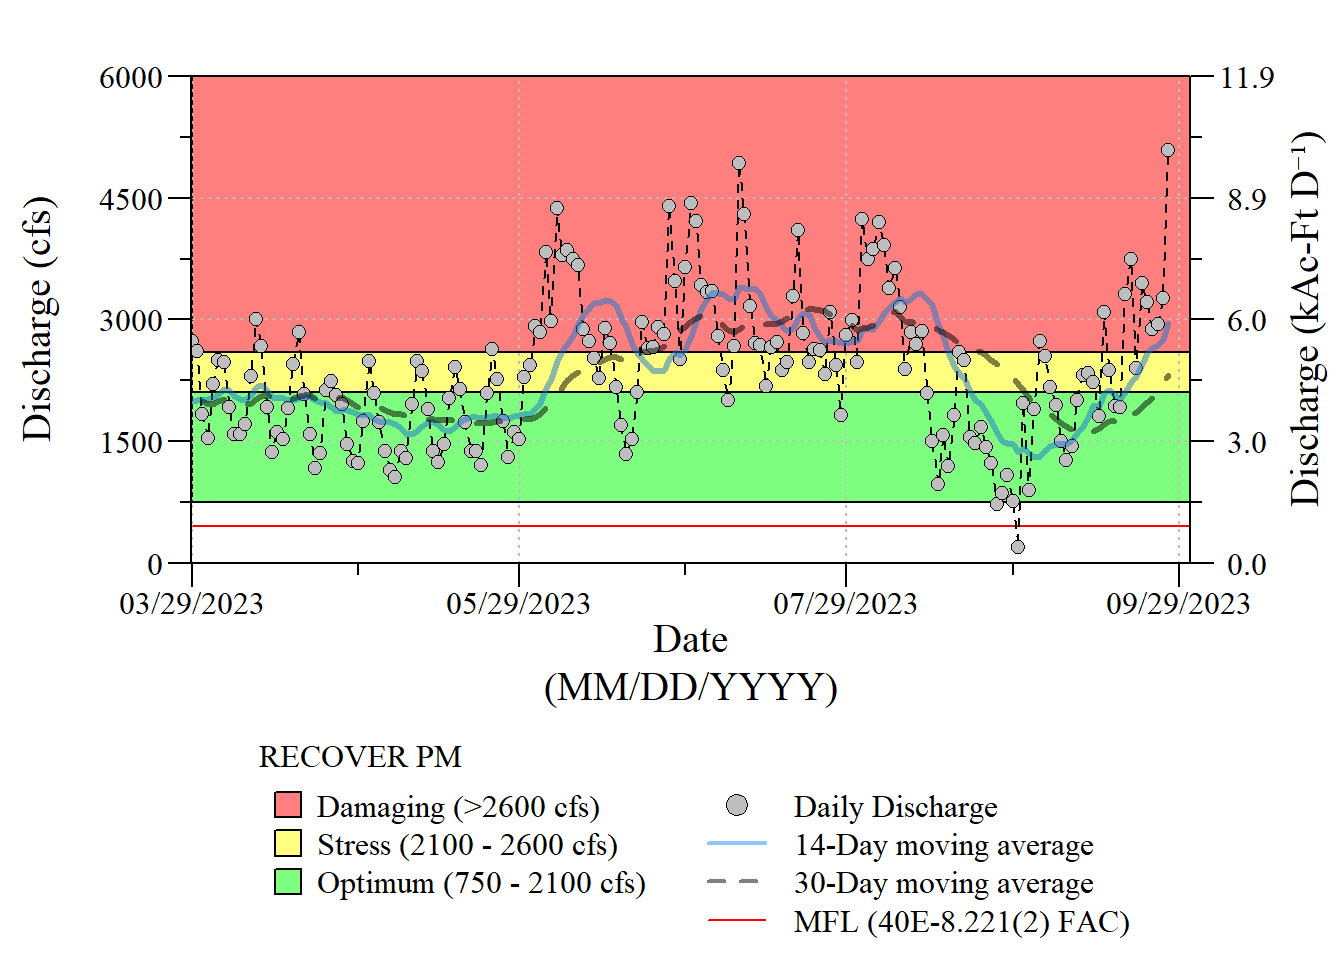 6000
4500
3000
1500
0
11.9
8.9
6.0
3.0
0.0
Discharge (cfs)
Discharge (kAc-Ft D⁻¹)
03/29/2023 05/29/2023 07/29/2023 09/29/2023
Date
(MM/DD/YYYY)
RECOVER PM
Damaging (>2600 cfs)
Stress (2100 - 2600 cfs)
Optimum (750 - 2100 cfs)
Daily Discharge
14-Day moving average
30-Day moving average
MFL (40E-8.221(2) FAC)